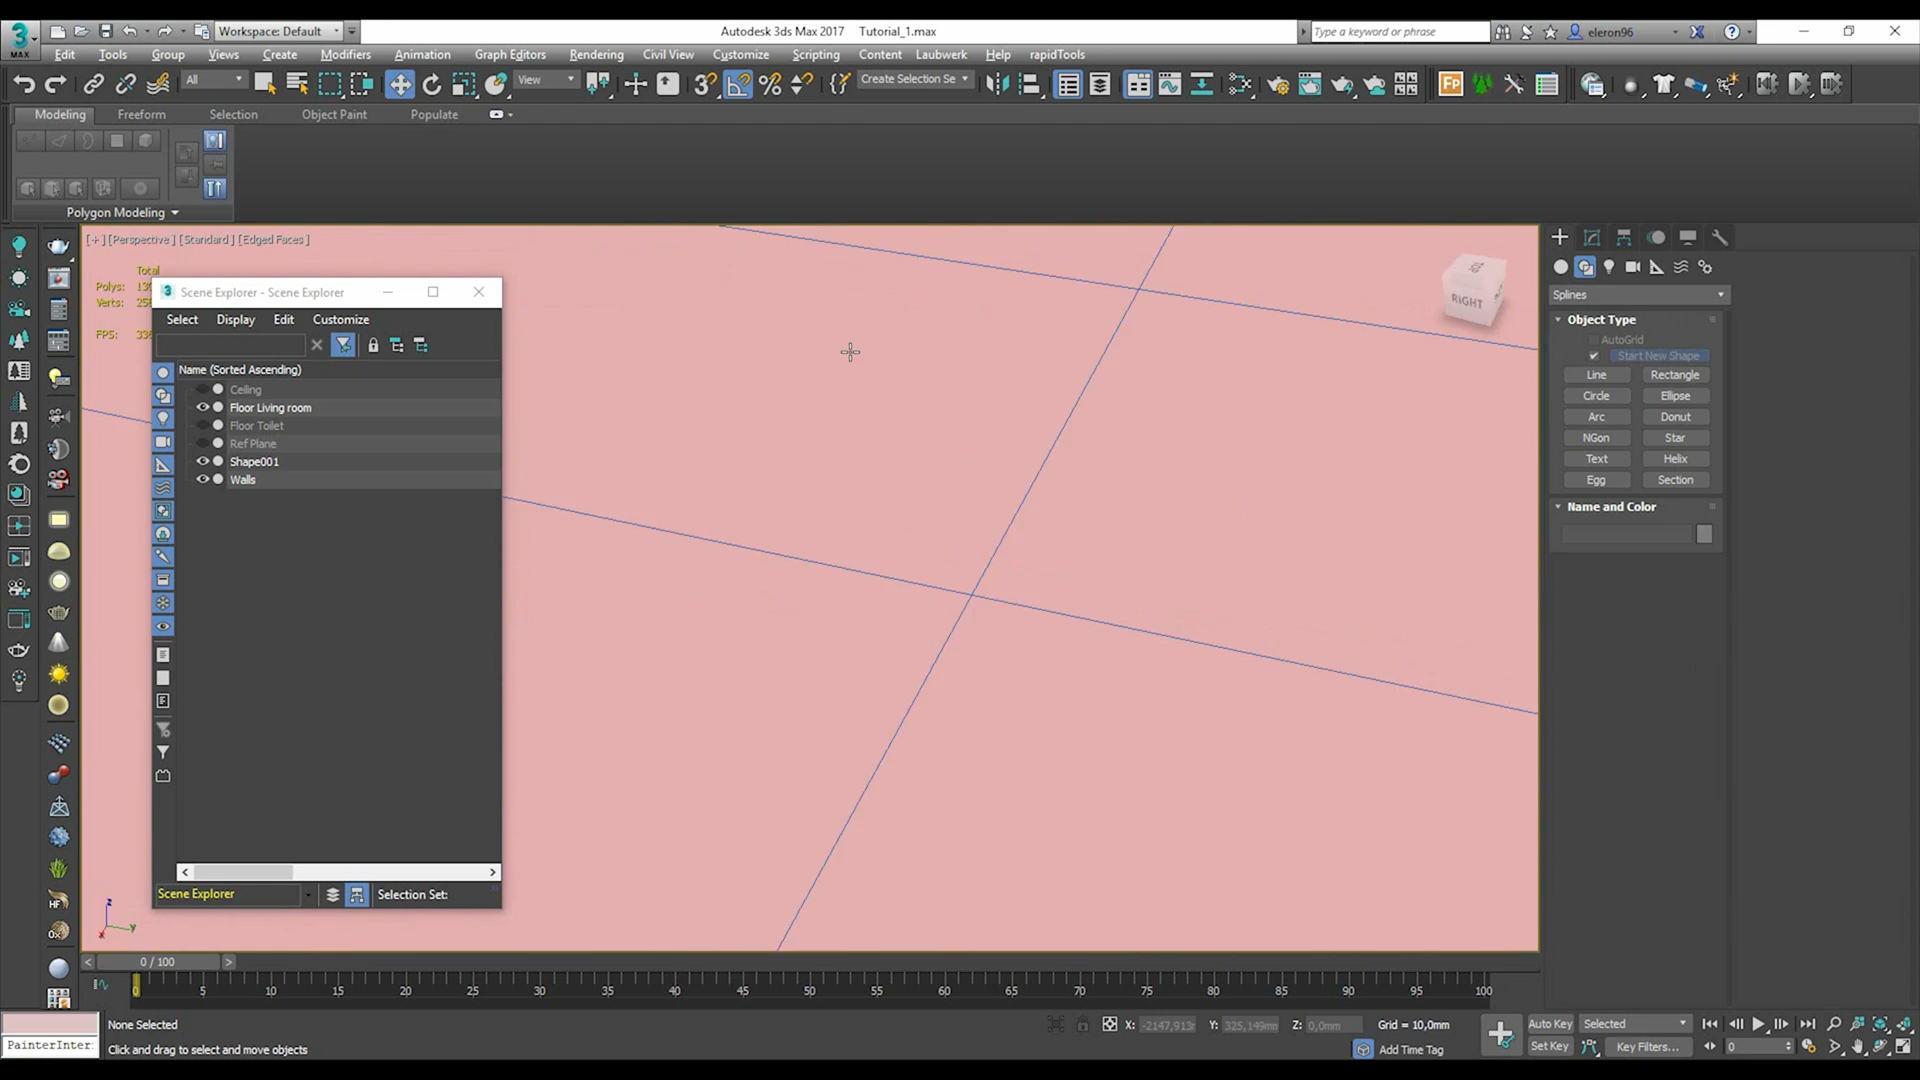 Workspace: Default
Autodesk 3ds Max 2017 Tutorial_1.max
Type a keyword or phrase
eleron96
MAX
Edit Tools Group Views Create Modifiers Animation Graph Editors Rendering Civil View Customize Scripting Content Laubwerk Help rapidTools
All
View
Create Selection Se
Fp
Modeling Freeform Selection Object Paint Populate
Polygon Modeling
[+] [Perspective] [Standard] [Edged Faces]
Total
Polys:
Verts:
FPS:
Scene Explorer - Scene Explorer
Select Display Edit Customize
Name (Sorted Ascending)
Ceiling
Floor Living room
Floor Toilet
Ref Plane
Shape001
Walls
Scene Explorer
Selection Set:
RIGHT
Splines
Object Type
AutoGrid
Start New Shape
Line Rectangle
Circle Ellipse
Arc Donut
NGon Star
Text Helix
Egg Section
Name and Color
z
y
x
0 / 100
0 5 10 15 20 25 30 35 40 45 50 55 60 65 70 75 80 85 90 95 100
None Selected
X: Y: 325,149mm Z: 0,0mm Grid = 10,0mm
Auto Key Selected
PainterInter:
Click and drag to select and move objects
Add Time Tag
Set Key Key Filters... 0